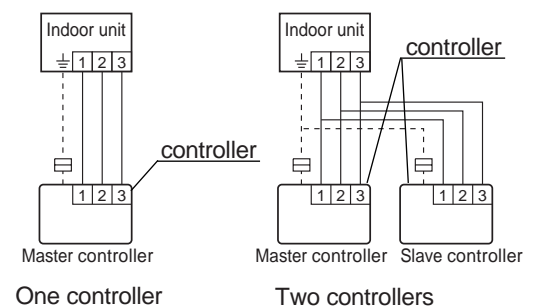 Indoor unit
1 2 3
controller
1 2 3
Master controller
One controller
Indoor unit
1 2 3
controller
1 2 3
1 2 3
Master controller
Slave controller
Two controllers